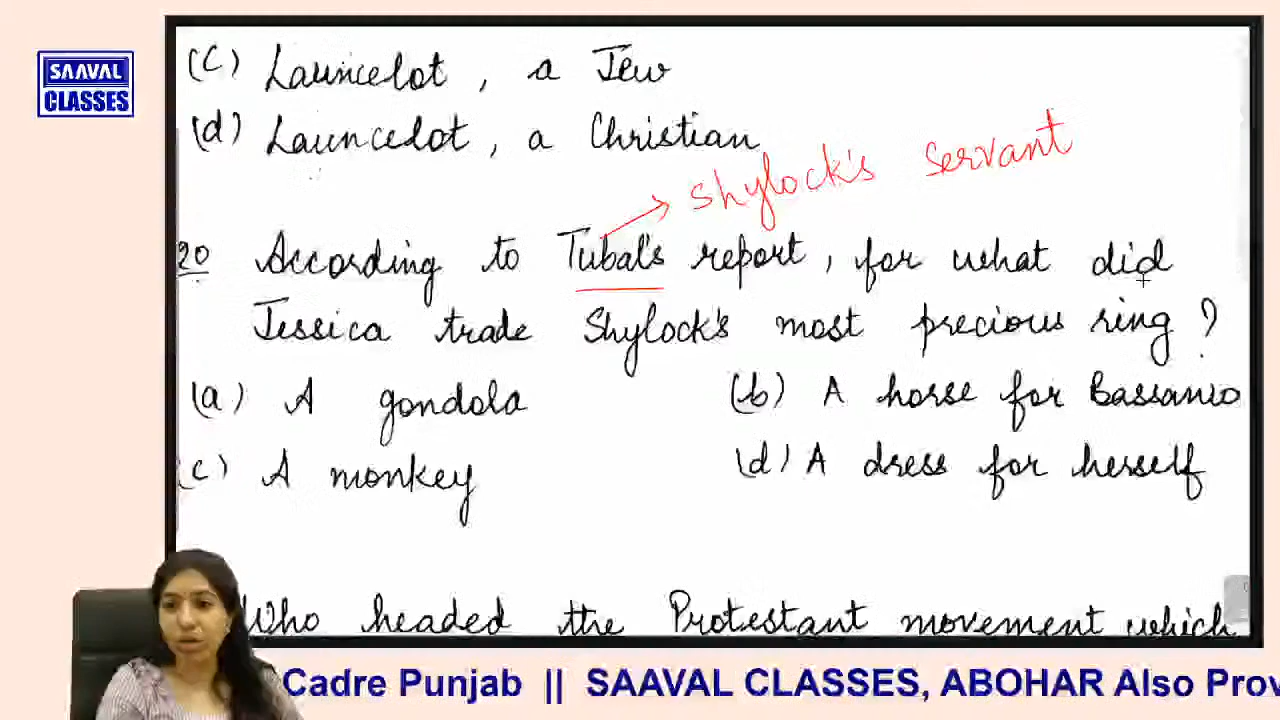 SAAVAL
CLASSES
(c) Launcelot, a Jew
(d) Launcelot, a Christian
Shylock's servant
20 According to Tubal's report, for what did
Jessica trade Shylock's most precious ring?
(a) A gondola (b) A horse for Bassanio
(c) A monkey (d) A dress for herself
Who headed the Protestant movement which
Cadre Punjab || SAAVAL CLASSES, ABOHAR Also Prov